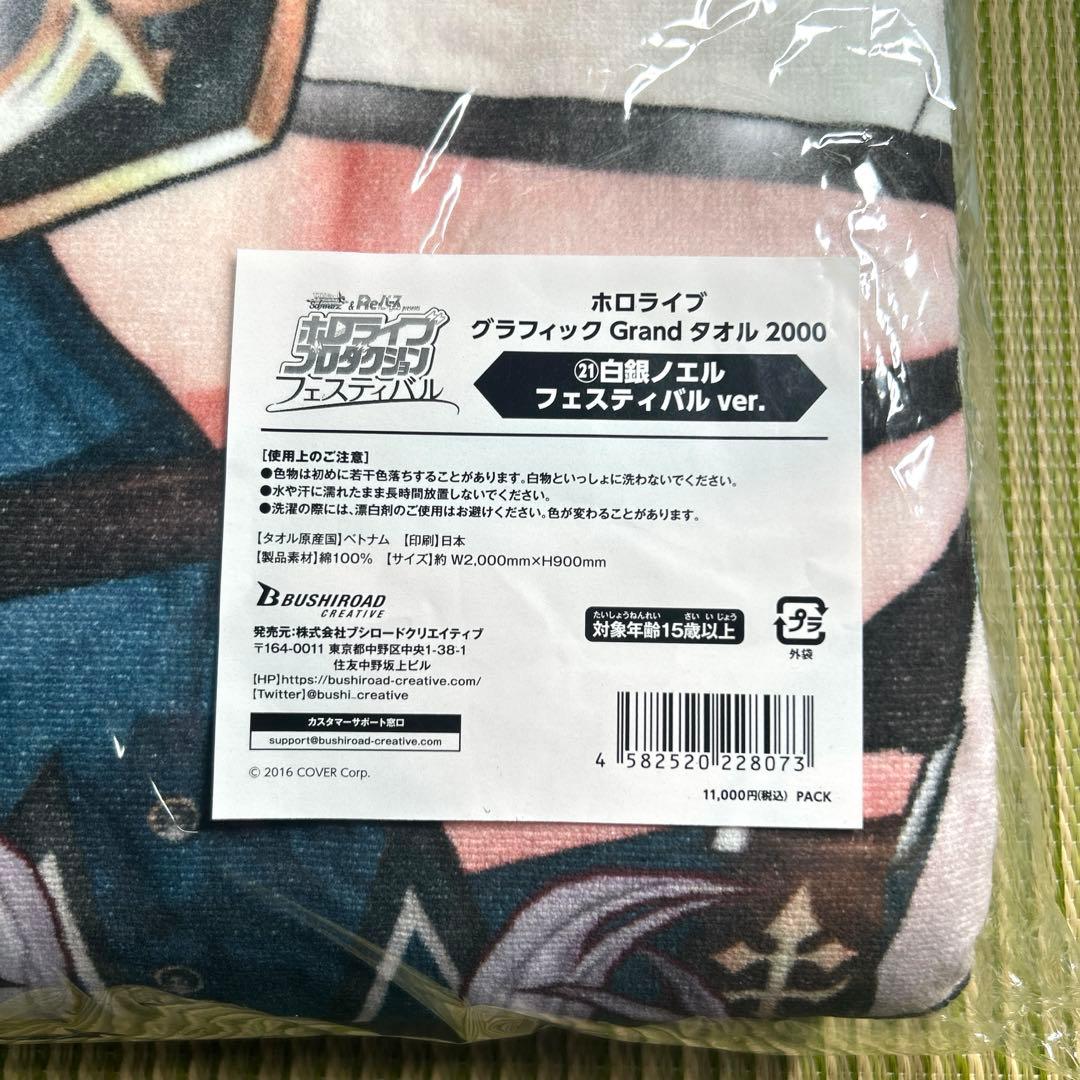 Schwarz & Reバース presents
ホロライブ
プロダクション
フェスティバル
ホロライブ
グラフィック Grand タオル 2000
㉑白銀ノエル
フェスティバル ver.
[使用上のご注意]
●色物は初めに若干色落ちすることがあります。白物といっしょに洗わないでください。
●水や汗に濡れたまま長時間放置しないでください。
●洗濯の際には、漂白剤のご使用はお避けください。色が変わることがあります。
【タオル原産国】ベトナム 【印刷】日本
【製品素材】綿100% 【サイズ】約 W2,000mm×H900mm
BUSHIROAD
CREATIVE
発売元:株式会社ブシロードクリエイティブ
〒164-0011 東京都中野区中央1-38-1
住友中野坂上ビル
【HP】https://bushiroad-creative.com/
【Twitter】@bushi_creative
カスタマーサポート窓口
support@bushiroad-creative.com
© 2016 COVER Corp.
たいしょうねんれい さい い じょう
対象年齢15歳以上
プラ
外袋
4 582520 228073
11,000円(税込) PACK